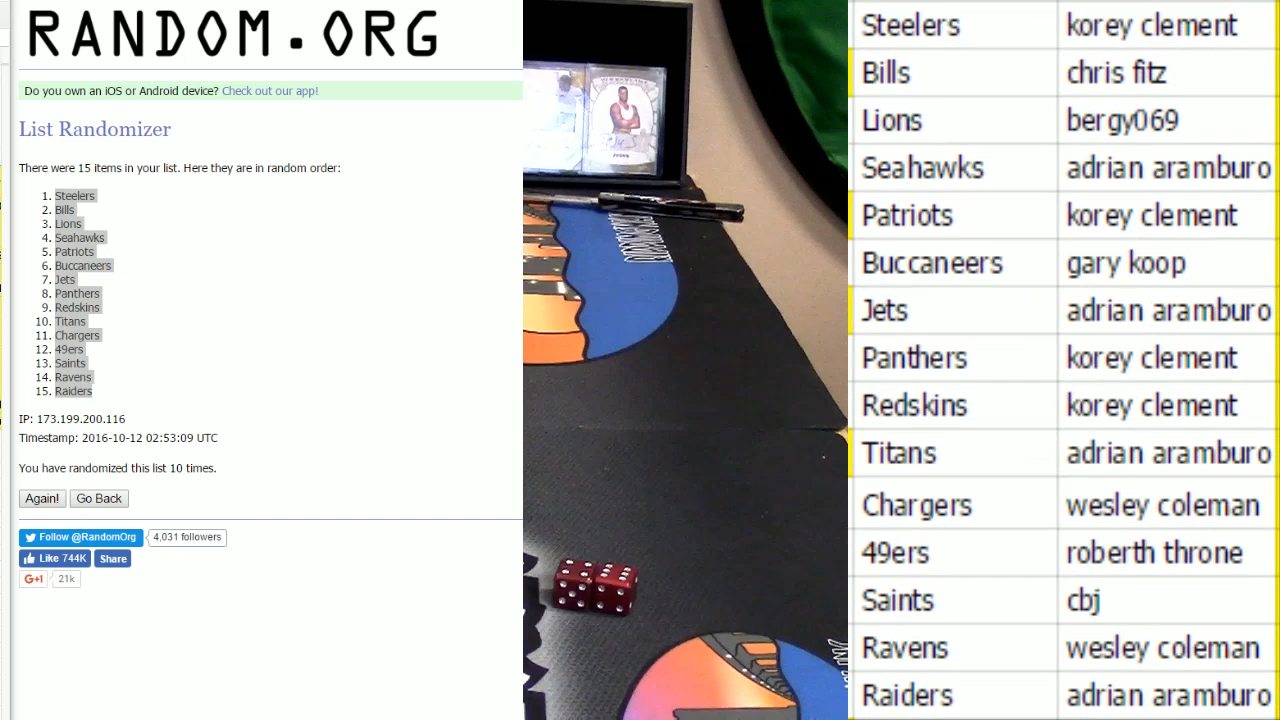 RANDOM.ORG
Do you own an iOS or Android device? Check out our app!
List Randomizer
There were 15 items in your list. Here they are in random order:
1. Steelers
2. Bills
3. Lions
4. Seahawks
5. Patriots
6. Buccaneers
7. Jets
8. Panthers
9. Redskins
10. Titans
11. Chargers
12. 49ers
13. Saints
14. Ravens
15. Raiders
IP: 173.199.200.116
Timestamp: 2016-10-12 02:53:09 UTC
You have randomized this list 10 times.
Again! Go Back
Follow @RandomOrg 4,031 followers
Like 744K Share
G+1 21k
Steelers korey clement
Bills chris fitz
Lions bergy069
Seahawks adrian aramburo
Patriots korey clement
Buccaneers gary koop
Jets adrian aramburo
Panthers korey clement
Redskins korey clement
Titans adrian aramburo
Chargers wesley coleman
49ers roberth throne
Saints cbj
Ravens wesley coleman
Raiders adrian aramburo